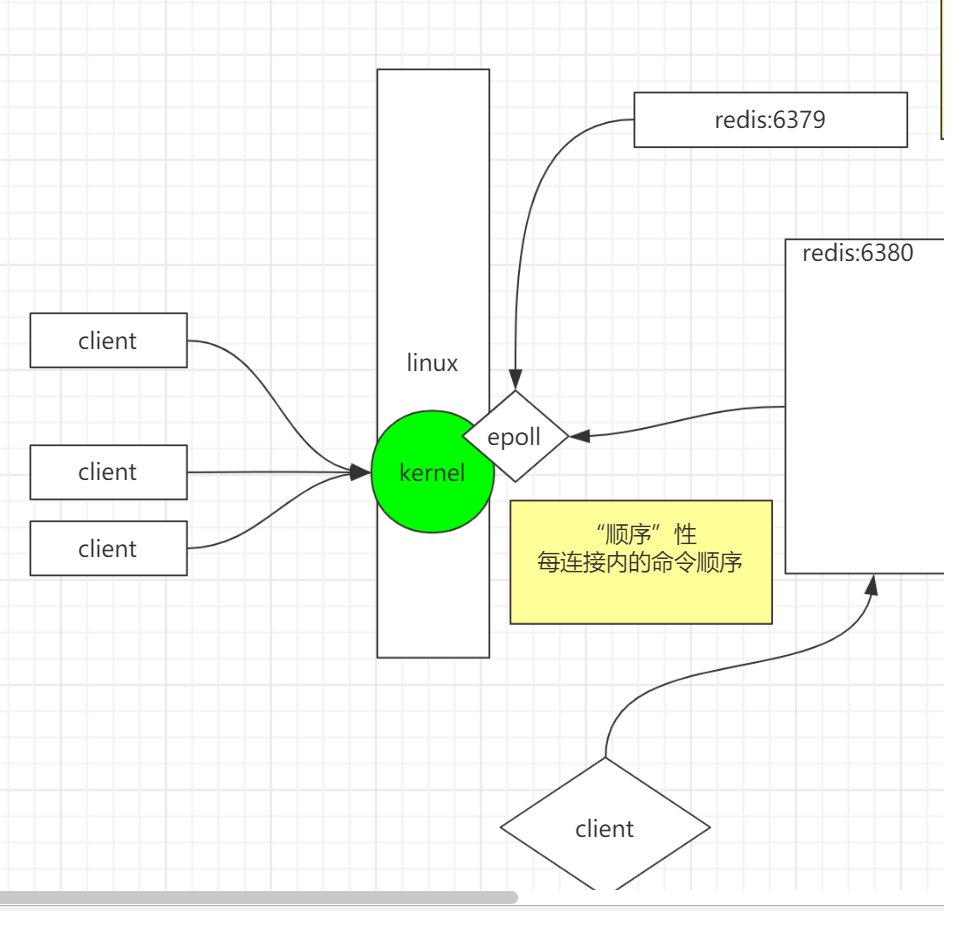 redis:6379
redis:6380
client
linux
epoll
client
kernel
“顺序”性
每连接内的命令顺序
client
client